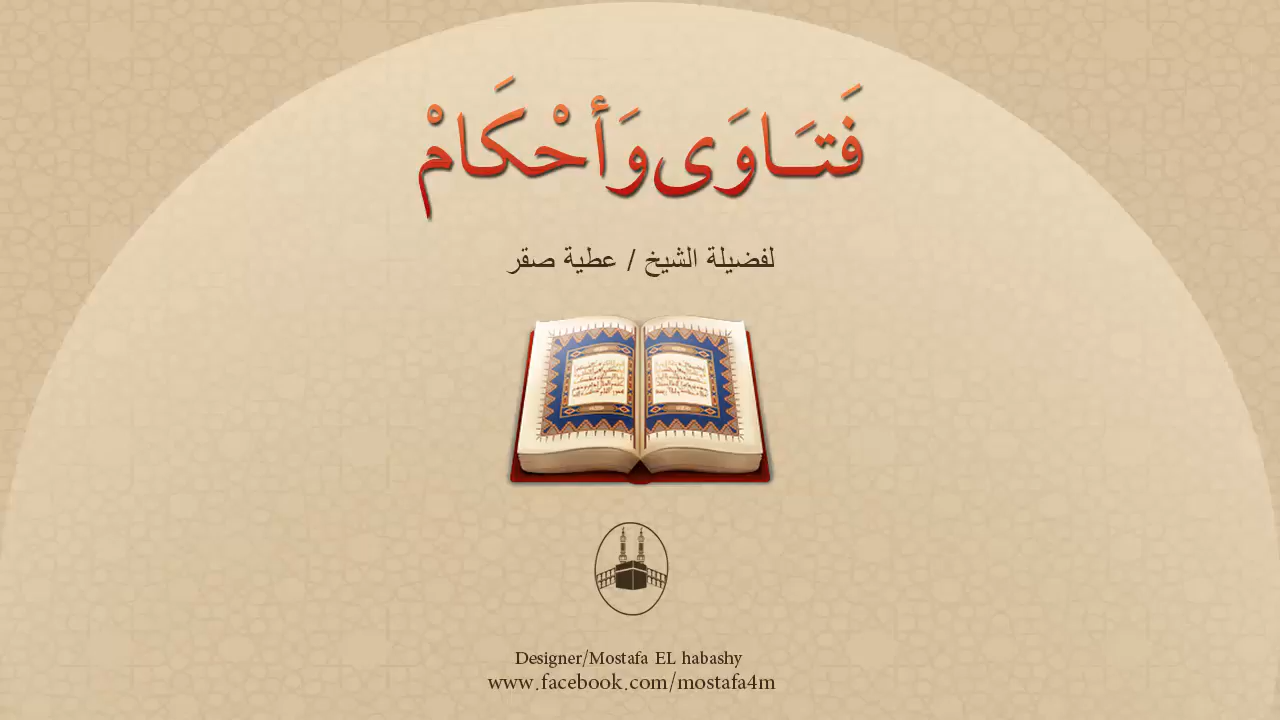 فَتَاوَى وَأَحْكَامْ
لفضيلة الشيخ / عطية صقر
Designer/Mostafa EL habashy
www.facebook.com/mostafa4m